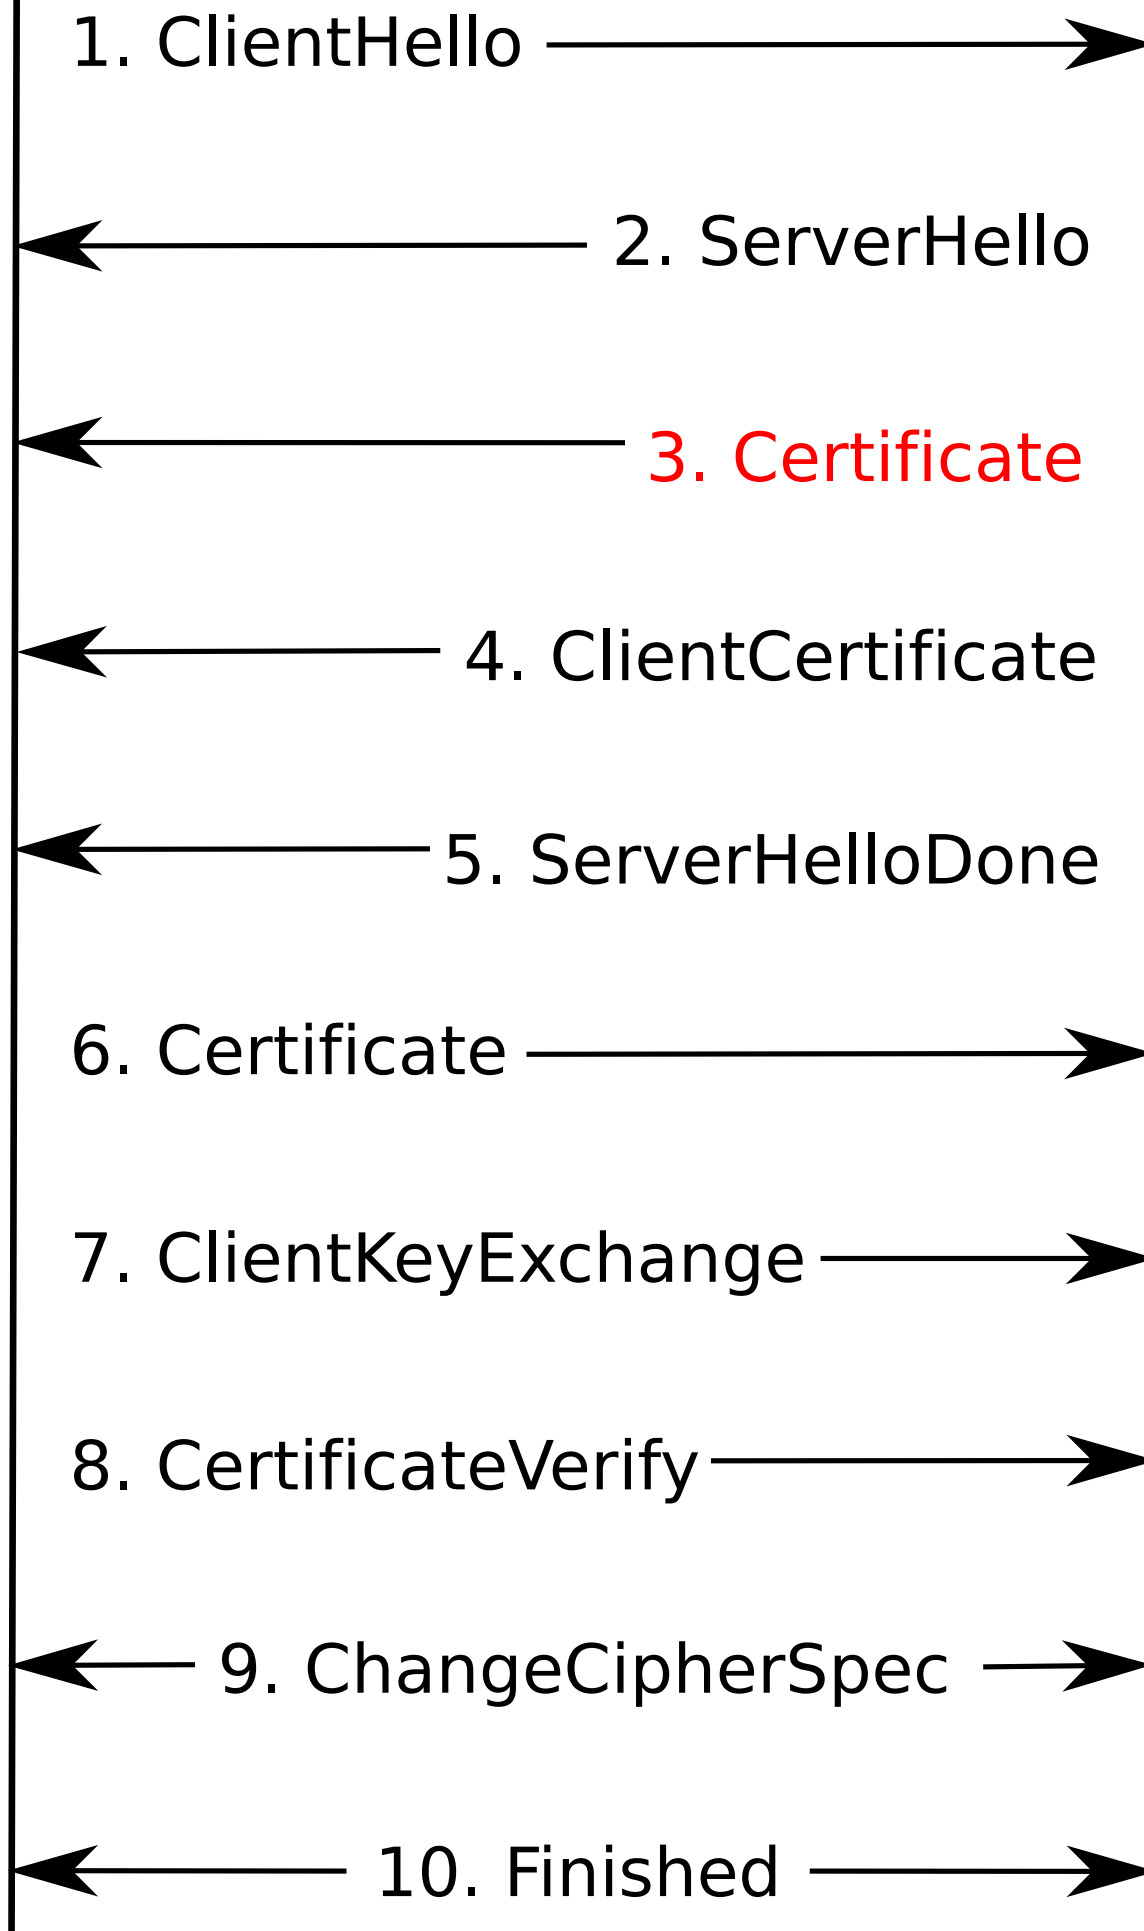 1. ClientHello
2. ServerHello
3. Certificate
4. ClientCertificate
5. ServerHelloDone
6. Certificate
7. ClientKeyExchange
8. CertificateVerify
9. ChangeCipherSpec
10. Finished